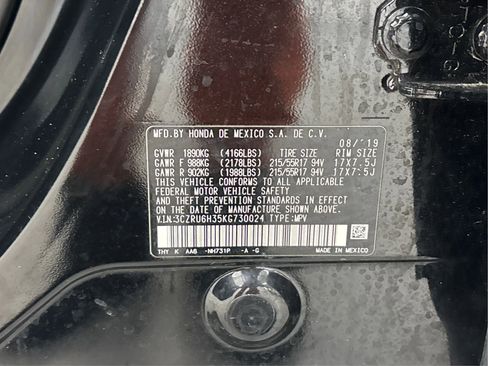 MFD.BY HONDA DE MEXICO S.A. DE C.V.
08/19
GVWR 1890KG (4166LBS) TIRE SIZE RIM SIZE
GAWR F 988KG (2178LBS) 215/55R17 94V 17X7.5J
GAWR R 902KG (1988LBS) 215/55R17 94V 17X7.5J
THIS VEHICLE CONFORMS TO ALL APPLICABLE
FEDERAL MOTOR VEHICLE SAFETY, BUMPER,
AND THEFT PREVENTION STANDARDS IN EFFECT
ON THE DATE OF MANUFACTURE SHOWN ABOVE.
V.I.N:3CZRU6H35KG730024 TYPE:MPV
THY K AA6 -NH731P -A -G MADE IN MEXICO